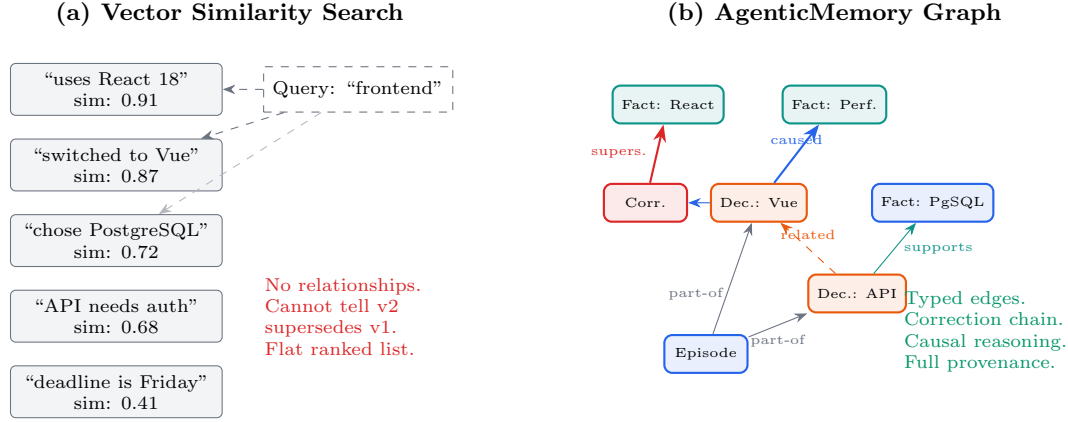 (a) Vector Similarity Search
“uses React 18”
sim: 0.91
Query: “frontend”
“switched to Vue”
sim: 0.87
“chose PostgreSQL”
sim: 0.72
“API needs auth”
sim: 0.68
“deadline is Friday”
sim: 0.41
No relationships.
Cannot tell v2
supersedes v1.
Flat ranked list.
(b) AgenticMemory Graph
Fact: React
Fact: Perf.
supers.
caused
Corr.
Dec.: Vue
Fact: PgSQL
related
supports
part-of
Dec.: API
part-of
Episode
Typed edges.
Correction chain.
Causal reasoning.
Full provenance.